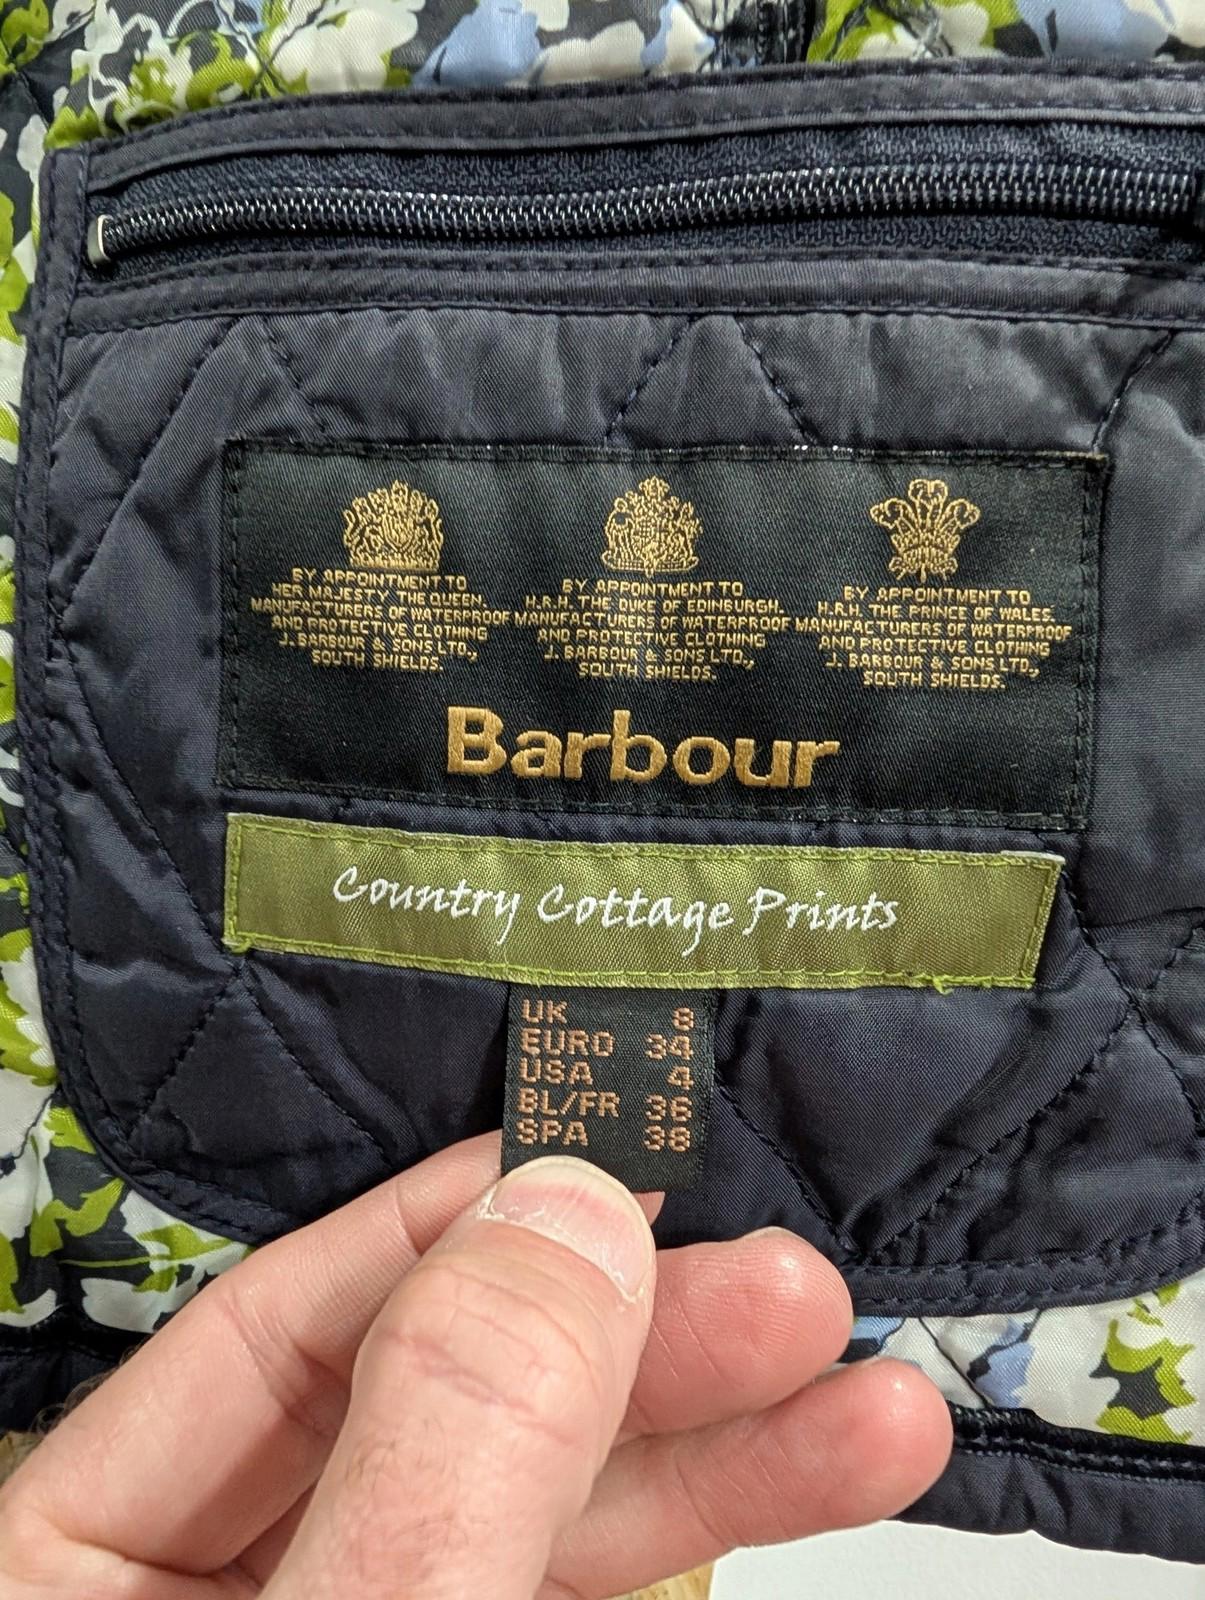 BY APPOINTMENT TO
HER MAJESTY THE QUEEN.
MANUFACTURERS OF WATERPROOF
AND PROTECTIVE CLOTHING
J. BARBOUR & SONS LTD.,
SOUTH SHIELDS.
BY APPOINTMENT TO
H.R.H. THE DUKE OF EDINBURGH.
MANUFACTURERS OF WATERPROOF
AND PROTECTIVE CLOTHING
J. BARBOUR & SONS LTD.,
SOUTH SHIELDS.
BY APPOINTMENT TO
H.R.H. THE PRINCE OF WALES.
MANUFACTURERS OF WATERPROOF
AND PROTECTIVE CLOTHING
J. BARBOUR & SONS LTD.,
SOUTH SHIELDS.
Barbour
Country Cottage Prints
UK 8
EURO 34
USA 4
BL/FR 36
SPA 38